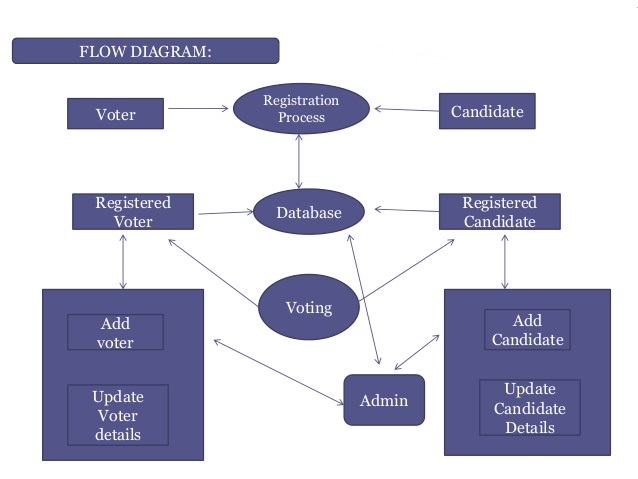 FLOW DIAGRAM:
Registration
Process
Voter
Candidate
Registered
Voter
Database
Registered
Candidate
Voting
Add
voter
Add
Candidate
Update
Voter
details
Admin
Update
Candidate
Details